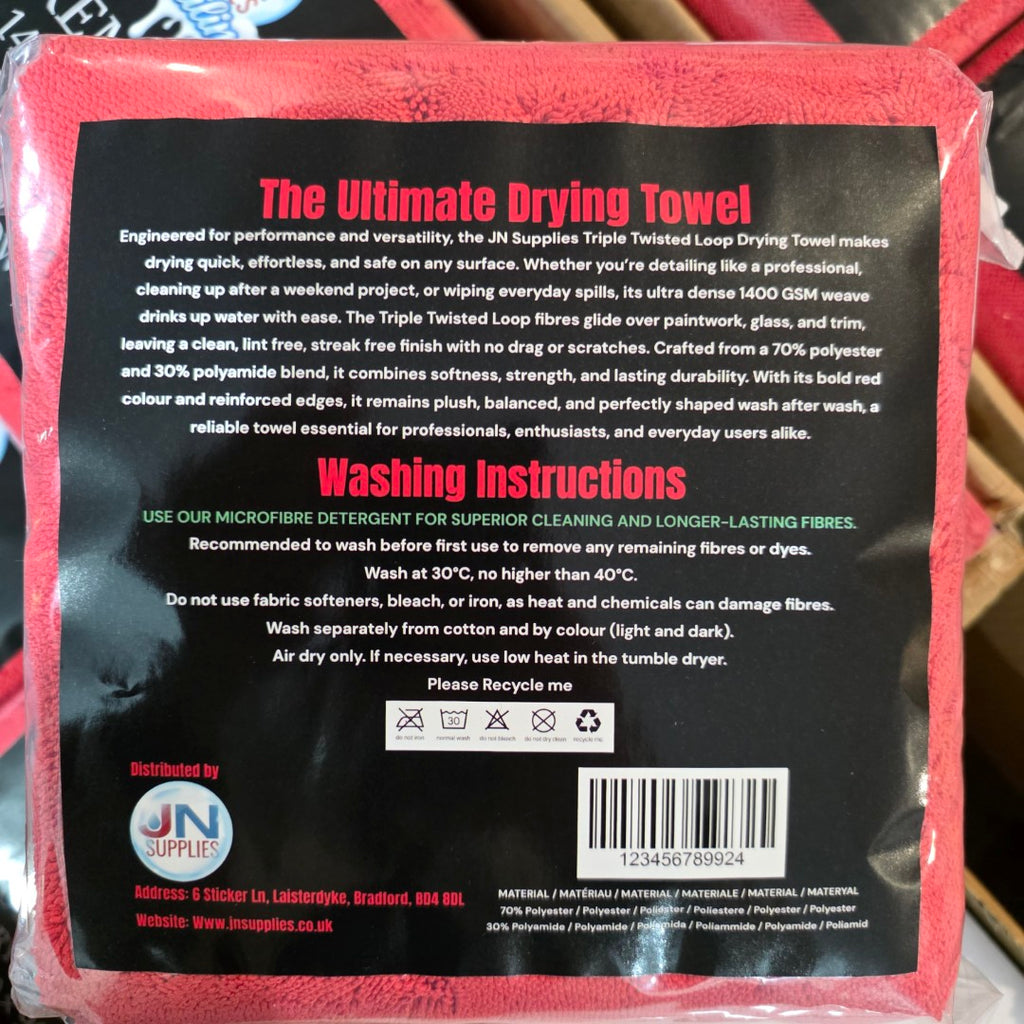 The Ultimate Drying Towel
Engineered for performance and versatility, the JN Supplies Triple Twisted Loop Drying Towel makes
drying quick, effortless, and safe on any surface. Whether you're detailing like a professional,
cleaning up after a weekend project, or wiping everyday spills, its ultra dense 1400 GSM weave
drinks up water with ease. The Triple Twisted Loop fibres glide over paintwork, glass, and trim,
leaving a clean, lint free, streak free finish with no drag or scratches. Crafted from a 70% polyester
and 30% polyamide blend, it combines softness, strength, and lasting durability. With its bold red
colour and reinforced edges, it remains plush, balanced, and perfectly shaped wash after wash, a
reliable towel essential for professionals, enthusiasts, and everyday users alike.
Washing Instructions
USE OUR MICROFIBRE DETERGENT FOR SUPERIOR CLEANING AND LONGER-LASTING FIBRES.
Recommended to wash before first use to remove any remaining fibres or dyes.
Wash at 30°C, no higher than 40°C.
Do not use fabric softeners, bleach, or iron, as heat and chemicals can damage fibres.
Wash separately from cotton and by colour (light and dark).
Air dry only. If necessary, use low heat in the tumble dryer.
Please Recycle me
30
do not iron normal wash do not bleach do not dry clean recycle me
Distributed by
JN
SUPPLIES
Address: 6 Sticker Ln, Laisterdyke, Bradford, BD4 8DL
Website: Www.jnsupplies.co.uk
123456789924
MATERIAL / MATÉRIAU / MATERIAL / MATERIALE / MATERIAL / MATERYAL
70% Polyester / Polyester / Poliéster / Poliestere / Polyester / Polyester
30% Polyamide / Polyamide / Poliamida / Poliammide / Polyamide / Poliamid